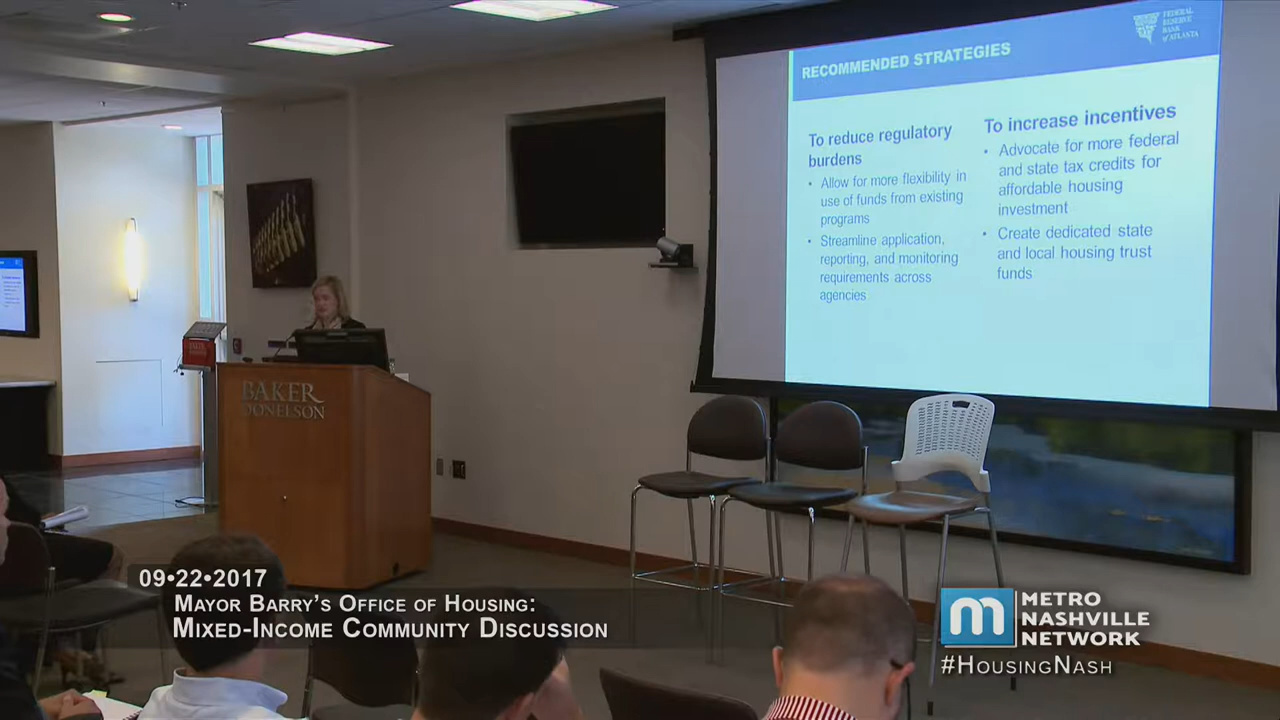 FEDERAL
RESERVE
BANK
of ATLANTA
RECOMMENDED STRATEGIES
To reduce regulatory
burdens
• Allow for more flexibility in
use of funds from existing
programs
• Streamline application,
reporting, and monitoring
requirements across
agencies
To increase incentives
• Advocate for more federal
and state tax credits for
affordable housing
investment
• Create dedicated state
and local housing trust
funds
BAKER
DONELSON
09•22•2017
MAYOR BARRY'S OFFICE OF HOUSING:
MIXED-INCOME COMMUNITY DISCUSSION
m
METRO
NASHVILLE
NETWORK
#HOUSINGNASH